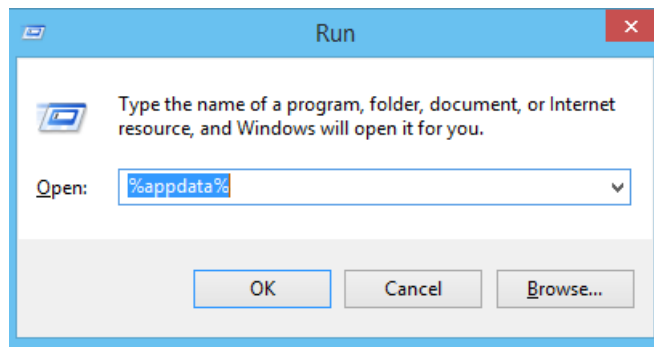 Run
Type the name of a program, folder, document, or Internet
resource, and Windows will open it for you.
Open: %appdata%
OK Cancel Browse...